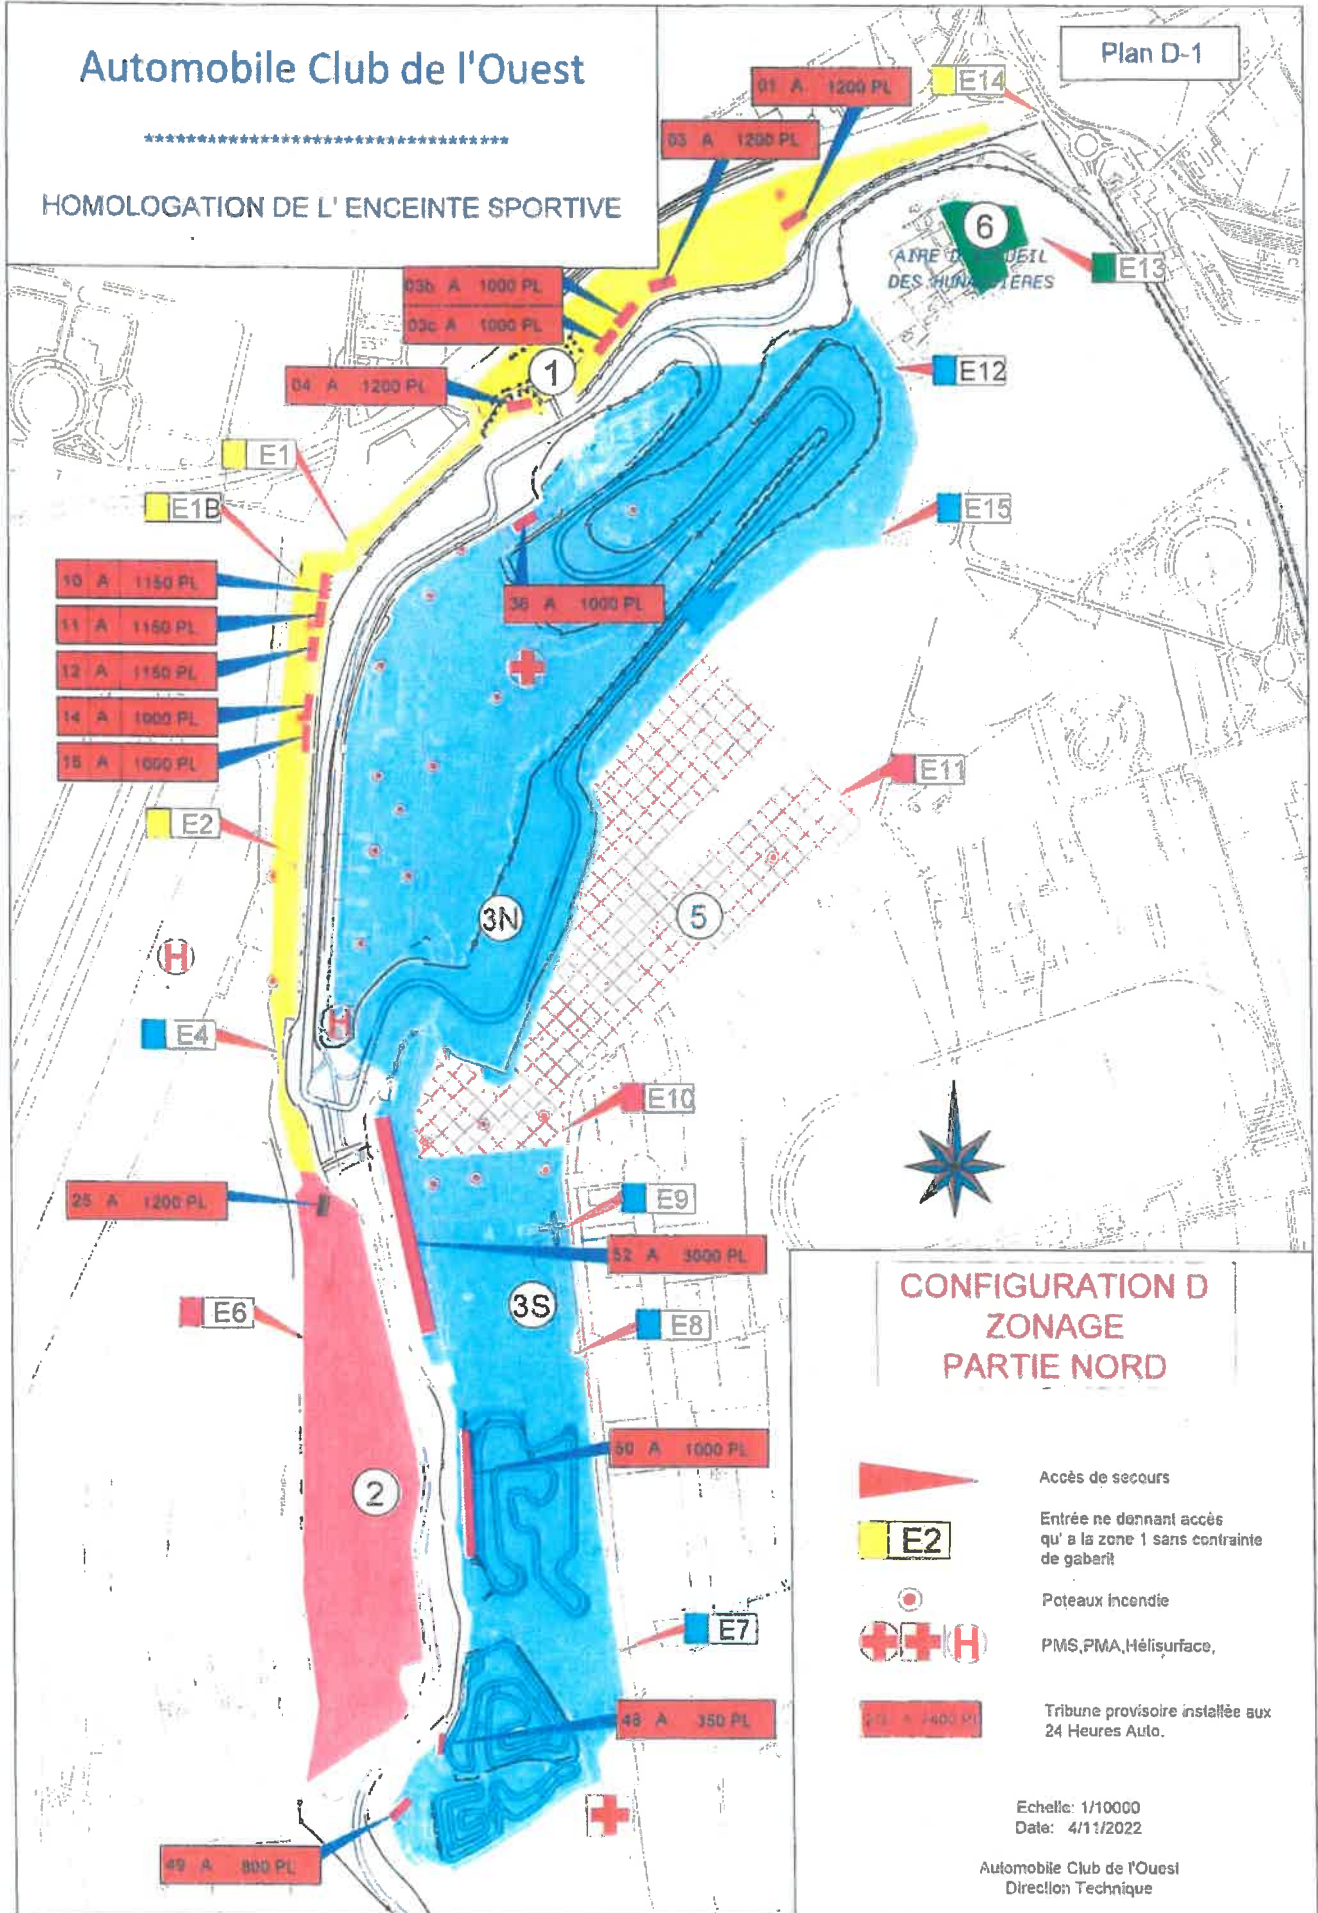 Automobile Club de l'Ouest
***********************************
HOMOLOGATION DE L' ENCEINTE SPORTIVE
Plan D-1
01 A 1200 PL
E14
03 A 1200 PL
6
AIRE D
UEIL
DES HUNA
IERES
E13
03b A 1000 PL
03c A 1000 PL
1
04 A 1200 PL
E12
E1
E1B
E15
10 A 1150 PL
11 A 1150 PL
12 A 1150 PL
14 A 1000 PL
15 A 1000 PL
36 A 1000 PL
E11
E2
3N
5
H
H
E4
E10
25 A 1200 PL
E9
52 A 3000 PL
3S
E6
E8
2
50 A 1000 PL
E7
48 A 350 PL
49 A 800 PL
CONFIGURATION D
ZONAGE
PARTIE NORD
Accès de secours
E2
Entrée ne donnant accès
qu' a la zone 1 sans contrainte
de gabarit
Poteaux incendie
H
PMS,PMA,Hélisurface,
Tribune provisoire installée aux
24 Heures Auto.
Echelle: 1/10000
Date: 4/11/2022
Automobile Club de l'Ouest
Direction Technique